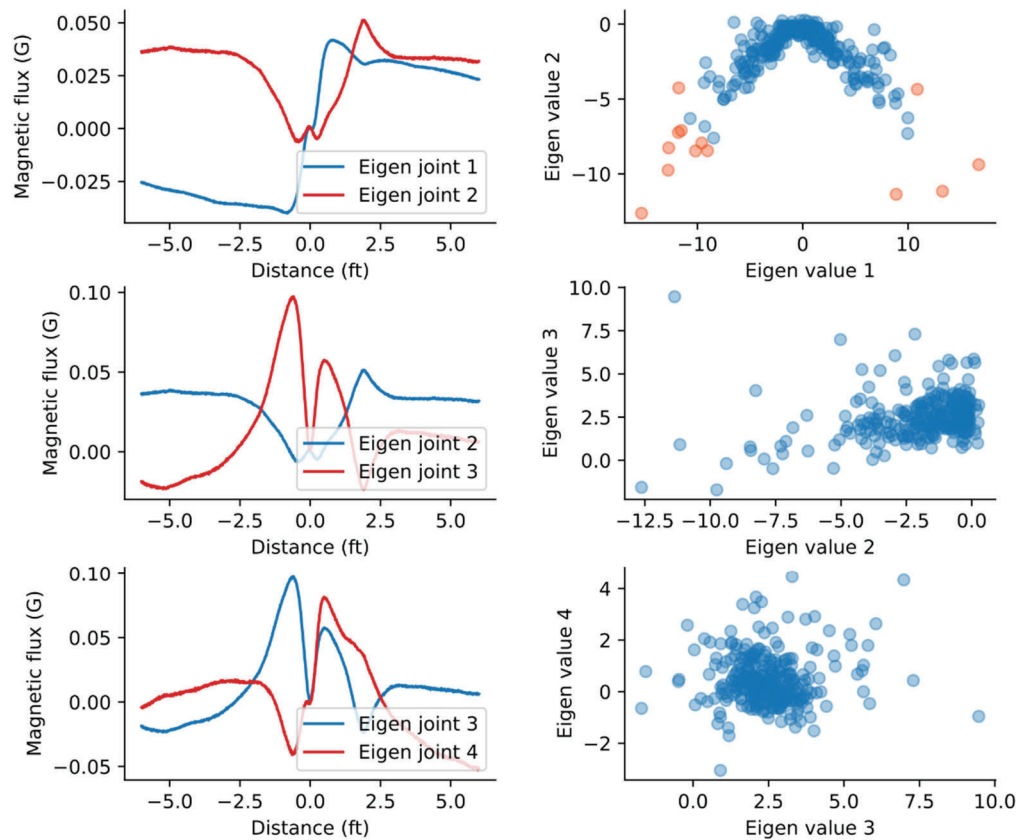 Magnetic flux (G)
0.050
0.025
0.000
−0.025
Eigen joint 1
Eigen joint 2
−5.0 −2.5 0.0 2.5 5.0
Distance (ft)
Eigen value 2
0
−5
−10
−10 0 10
Eigen value 1
Magnetic flux (G)
0.10
0.05
0.00
Eigen joint 2
Eigen joint 3
−5.0 −2.5 0.0 2.5 5.0
Distance (ft)
Eigen value 3
10.0
7.5
5.0
2.5
0.0
−12.5 −10.0 −7.5 −5.0 −2.5 0.0
Eigen value 2
Magnetic flux (G)
0.10
0.05
0.00
−0.05
Eigen joint 3
Eigen joint 4
−5.0 −2.5 0.0 2.5 5.0
Distance (ft)
Eigen value 4
4
2
0
−2
0.0 2.5 5.0 7.5 10.0
Eigen value 3